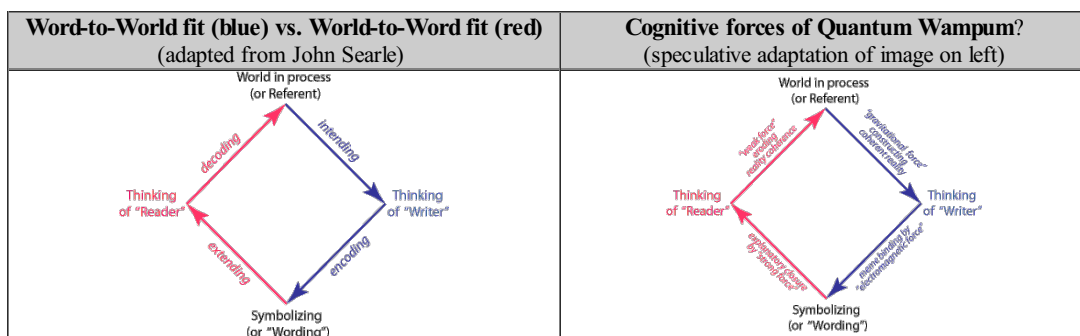 Word-to-World fit (blue) vs. World-to-Word fit (red)
(adapted from John Searle)
World in process
(or Referent)
decoding
intending
Thinking
of "Reader"
Thinking
of "Writer"
extending
encoding
Symbolizing
(or "Wording")
Cognitive forces of Quantum Wampum?
(speculative adaptation of image on left)
World in process
(or Referent)
"weak force"
eroding
reality coherence
"gravitational force"
constructing
coherent reality
Thinking
of "Reader"
Thinking
of "Writer"
explanatory closure
by "strong force"
meme binding by
"electromagnetic force"
Symbolizing
(or "Wording")